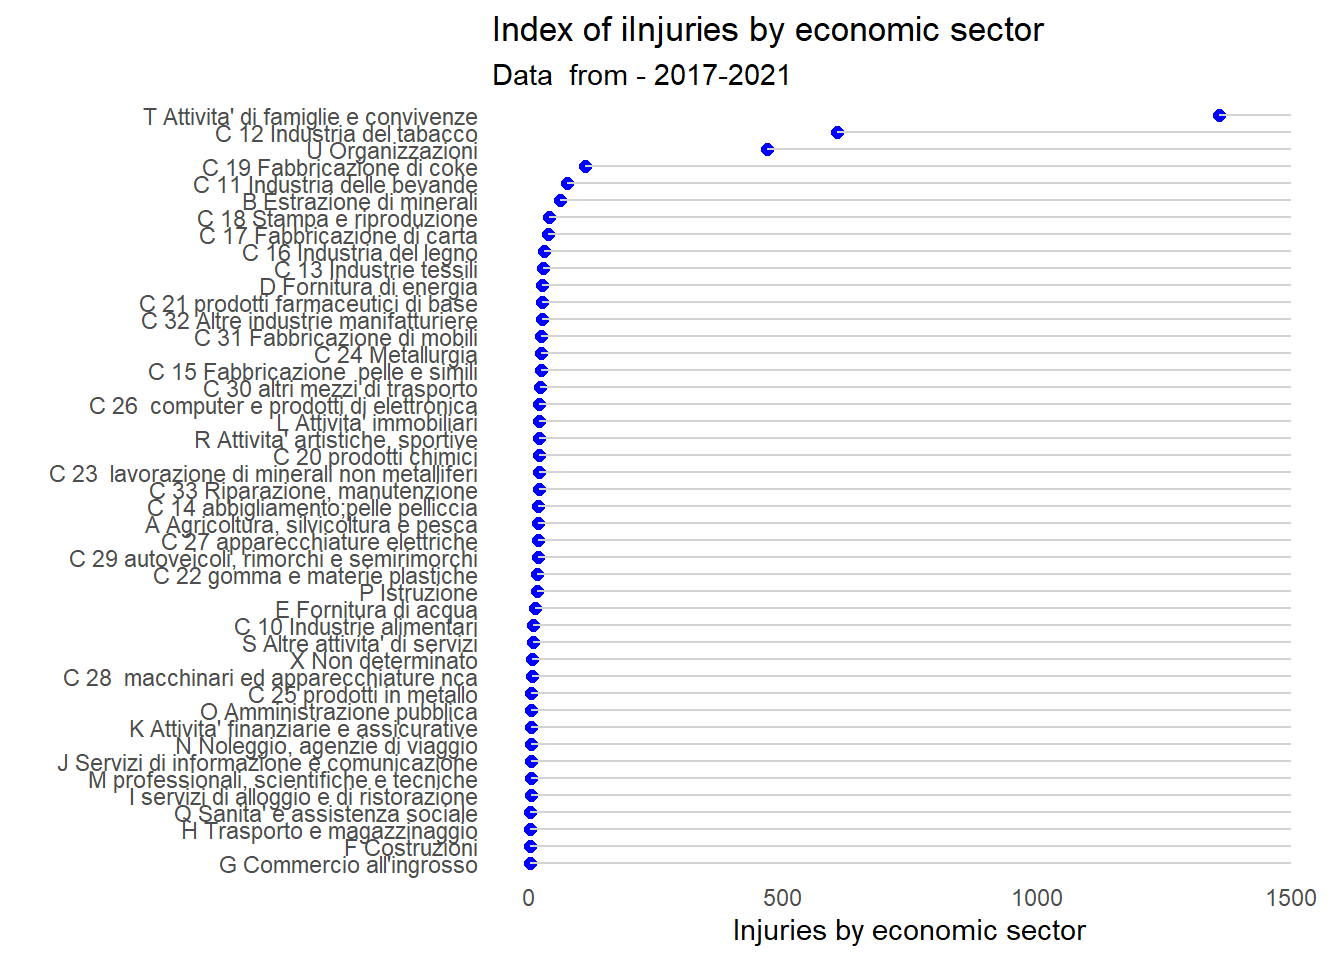 Index of iInjuries by economic sector
Data  from - 2017-2021
T Attivita' di famiglie e convivenze
C 12 Industria del tabacco
U Organizzazioni
C 19 Fabbricazione di coke
C 11 Industria delle bevande
B Estrazione di minerali
C 18 Stampa e riproduzione
C 17 Fabbricazione di carta
C 16 Industria del legno
C 13 Industrie tessili
D Fornitura di energia
C 21 prodotti farmaceutici di base
C 32 Altre industrie manifatturiere
C 31 Fabbricazione di mobili
C 24 Metallurgia
C 15 Fabbricazione  pelle e simili
C 30 altri mezzi di trasporto
C 26  computer e prodotti di elettronica
L Attivita' immobiliari
R Attivita' artistiche, sportive
C 20 prodotti chimici
C 23  lavorazione di minerali non metalliferi
C 33 Riparazione, manutenzione
C 14 abbigliamento;pelle pelliccia
A Agricoltura, silvicoltura e pesca
C 27 apparecchiature elettriche
C 29 autoveicoli, rimorchi e semirimorchi
C 22 gomma e materie plastiche
P Istruzione
E Fornitura di acqua
C 10 Industrie alimentari
S Altre attivita' di servizi
X Non determinato
C 28  macchinari ed apparecchiature nca
C 25 prodotti in metallo
O Amministrazione pubblica
K Attivita' finanziarie e assicurative
N Noleggio, agenzie di viaggio
J Servizi di informazione e comunicazione
M professionali, scientifiche e tecniche
I servizi di alloggio e di ristorazione
Q Sanita' e assistenza sociale
H Trasporto e magazzinaggio
F Costruzioni
G Commercio all'ingrosso
0 500 1000 1500
Injuries by economic sector